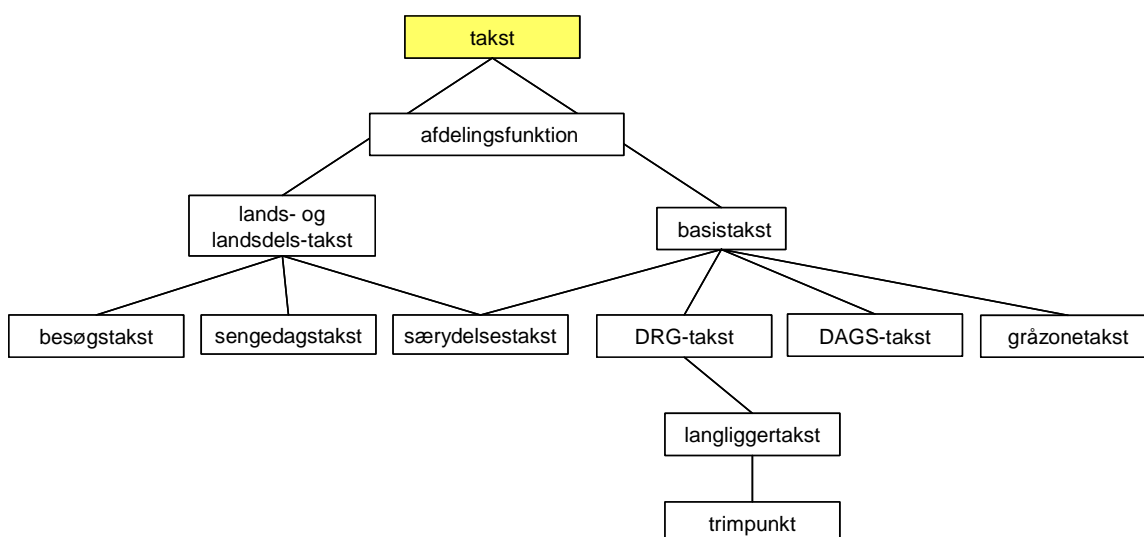 takst
afdelingsfunktion
lands- og
landsdels-takst
basistakst
besøgstakst
sengedagstakst
særydelsestakst
DRG-takst
DAGS-takst
gråzonetakst
langliggertakst
trimpunkt